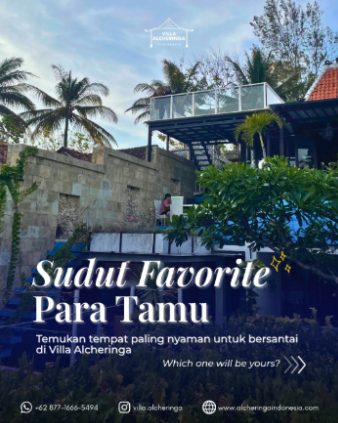 VILLA
ALCHERINGA
Sudut Favorite
Para Tamu
Temukan tempat paling nyaman untuk bersantai
di Villa Alcheringa
Which one will be yours?
+62 877-1666-5494
villa.alcheringa
www.alcheringaindonesia.com